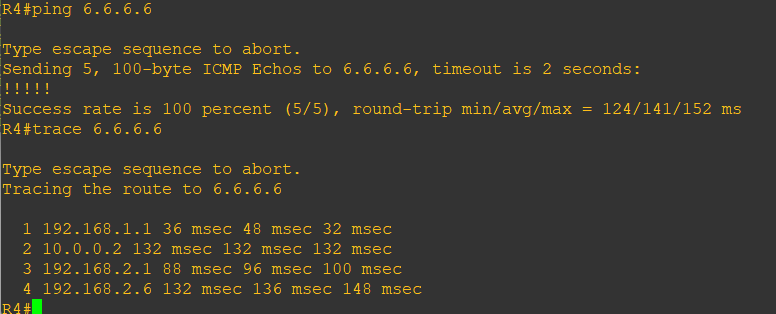 R4#ping 6.6.6.6
Type escape sequence to abort.
Sending 5, 100-byte ICMP Echos to 6.6.6.6, timeout is 2 seconds:
!!!!!
Success rate is 100 percent (5/5), round-trip min/avg/max = 124/141/152 ms
R4#trace 6.6.6.6
Type escape sequence to abort.
Tracing the route to 6.6.6.6
1 192.168.1.1 36 msec 48 msec 32 msec
2 10.0.0.2 132 msec 132 msec 132 msec
3 192.168.2.1 88 msec 96 msec 100 msec
4 192.168.2.6 132 msec 136 msec 148 msec
R4#